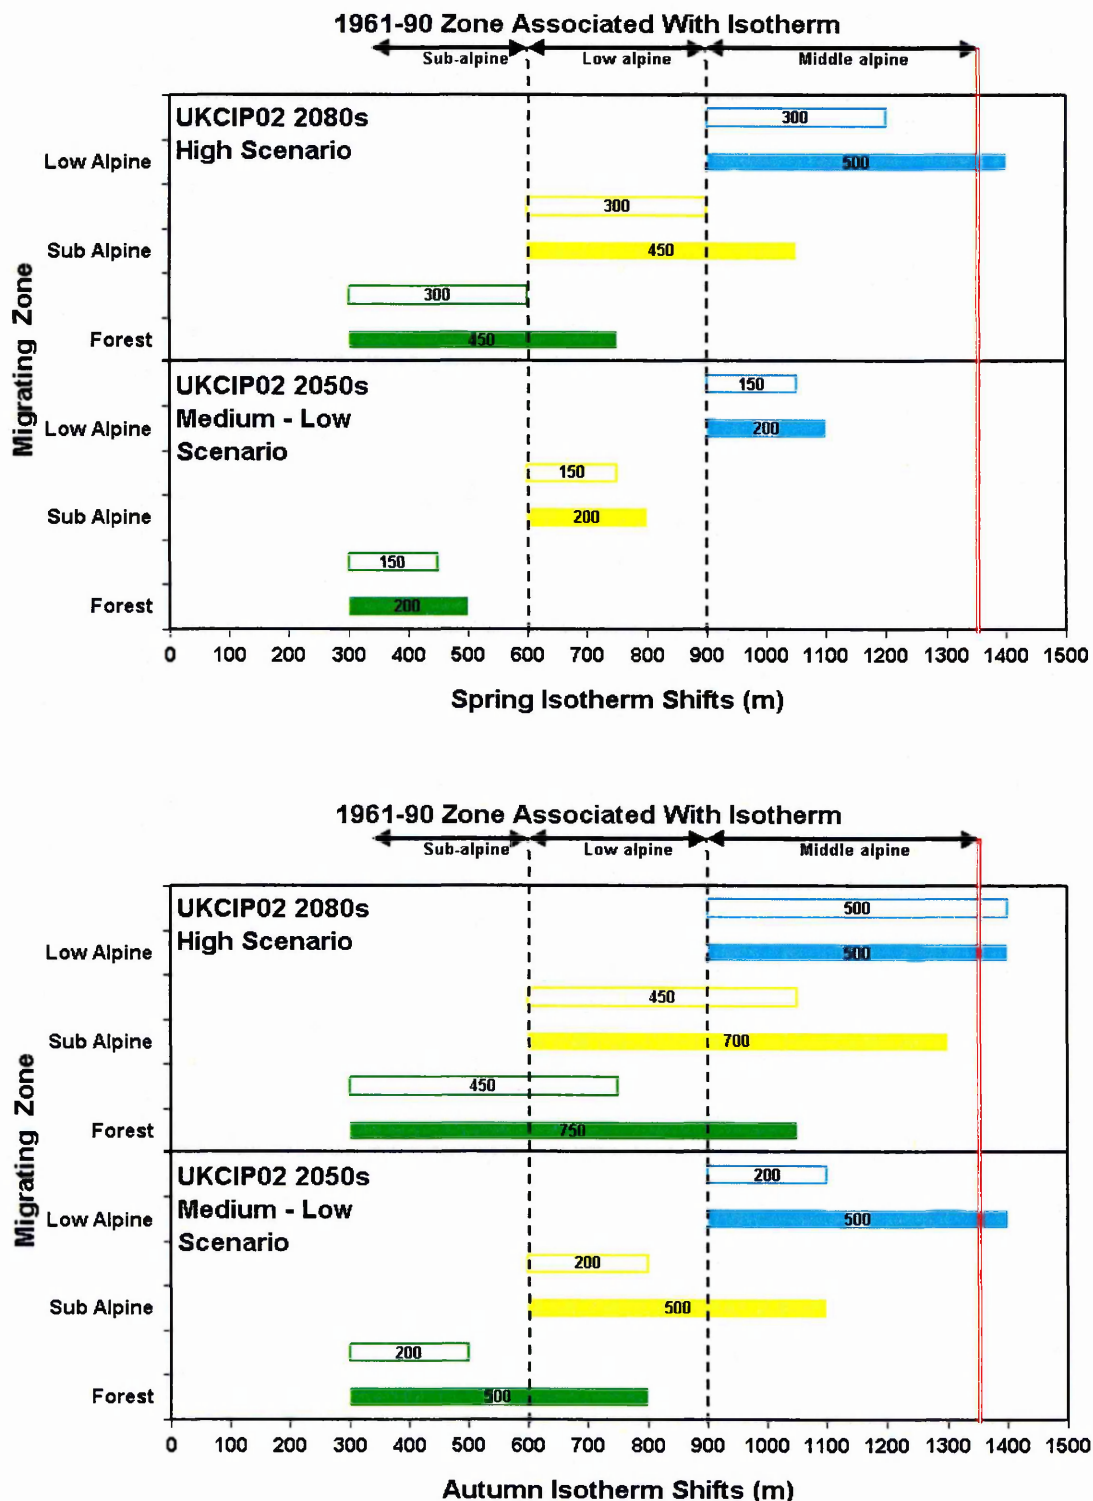 1961-90 Zone Associated With Isotherm
Sub-alpine Low alpine Middle alpine
UKCIP02 2080s
High Scenario
300
Low Alpine 500
300
Sub Alpine 450
300
Forest 450
UKCIP02 2050s
Medium - Low
Scenario
150
Low Alpine 200
150
Sub Alpine 200
150
Forest 200
Migrating Zone
0 100 200 300 400 500 600 700 800 900 1000 1100 1200 1300 1400 1500
Spring Isotherm Shifts (m)
1961-90 Zone Associated With Isotherm
Sub-alpine Low alpine Middle alpine
UKCIP02 2080s
High Scenario
500
Low Alpine 500
450
Sub Alpine 700
450
Forest 750
UKCIP02 2050s
Medium - Low
Scenario
200
Low Alpine 500
200
Sub Alpine 500
200
Forest 500
Migrating Zone
0 100 200 300 400 500 600 700 800 900 1000 1100 1200 1300 1400 1500
Autumn Isotherm Shifts (m)